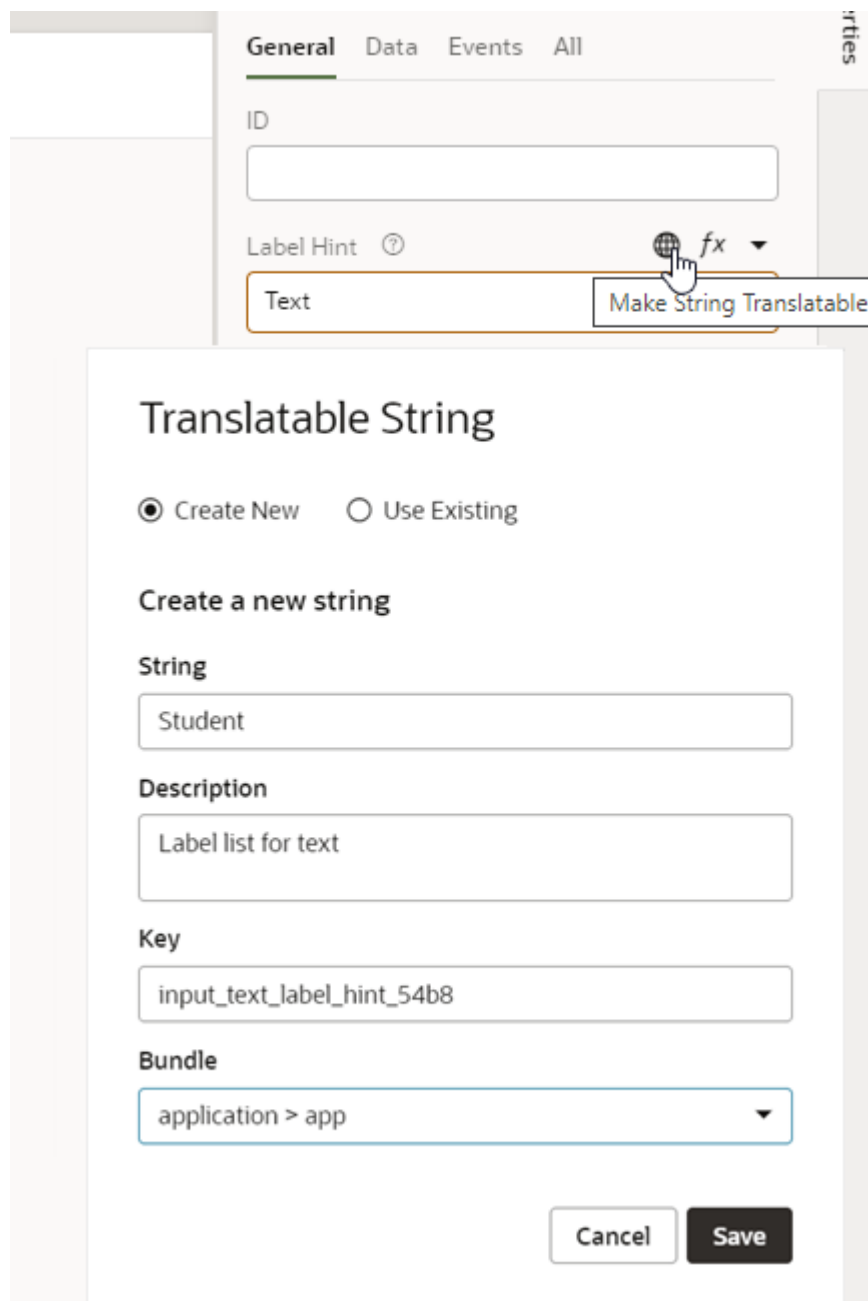 General Data Events All
rties
ID
Label Hint ? fx
Text
Make String Translatable
Translatable String
Create New Use Existing
Create a new string
String
Student
Description
Label list for text
Key
input_text_label_hint_54b8
Bundle
application > app
Cancel Save